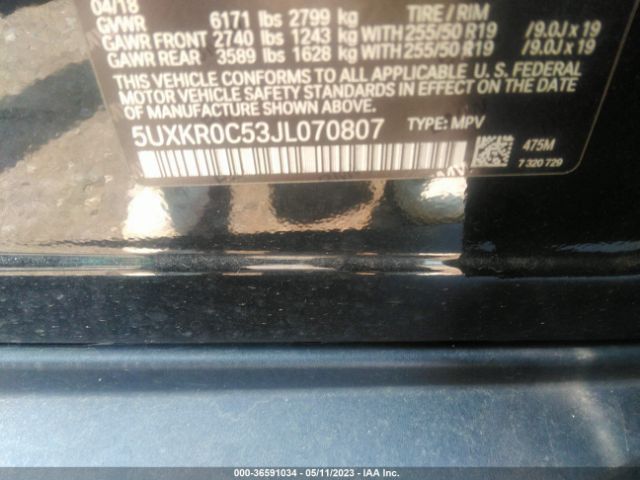 04/18
GVWR 6171 lbs 2799 kg TIRE / RIM
GAWR FRONT 2740 lbs 1243 kg WITH 255/50 R19 /9.0J x 19
GAWR REAR 3589 lbs 1628 kg WITH 255/50 R19 /9.0J x 19
THIS VEHICLE CONFORMS TO ALL APPLICABLE U.S. FEDERAL
MOTOR VEHICLE SAFETY STANDARDS IN EFFECT ON THE DATE
OF MANUFACTURE SHOWN ABOVE.
5UXKR0C53JL070807 TYPE: MPV
475M
7 320 729
000-36591034 - 05/11/2023 - IAA Inc.